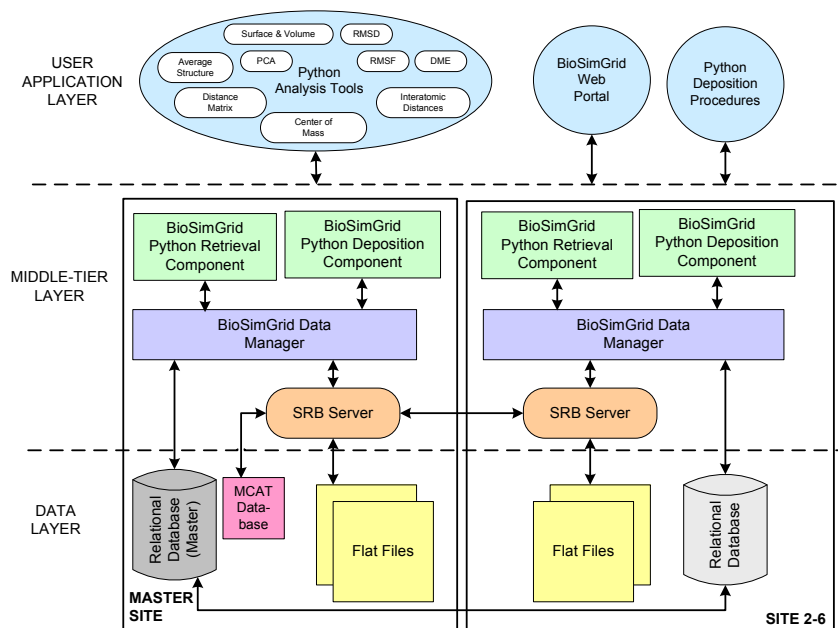 USER
APPLICATION
LAYER
Surface & Volume
RMSD
Average
Structure
PCA
Python
Analysis Tools
RMSF
DME
Distance
Matrix
Interatomic
Distances
Center of
Mass
BioSimGrid
Web
Portal
Python
Deposition
Procedures
MIDDLE-TIER
LAYER
BioSimGrid
Python Retrieval
Component
BioSimGrid
Python Deposition
Component
BioSimGrid
Python Retrieval
Component
BioSimGrid
Python Deposition
Component
BioSimGrid Data
Manager
BioSimGrid Data
Manager
SRB Server
SRB Server
DATA
LAYER
Relational
Database
(Master)
MCAT
Data-
base
Flat Files
Flat Files
Relational
Database
MASTER
SITE
SITE 2-6